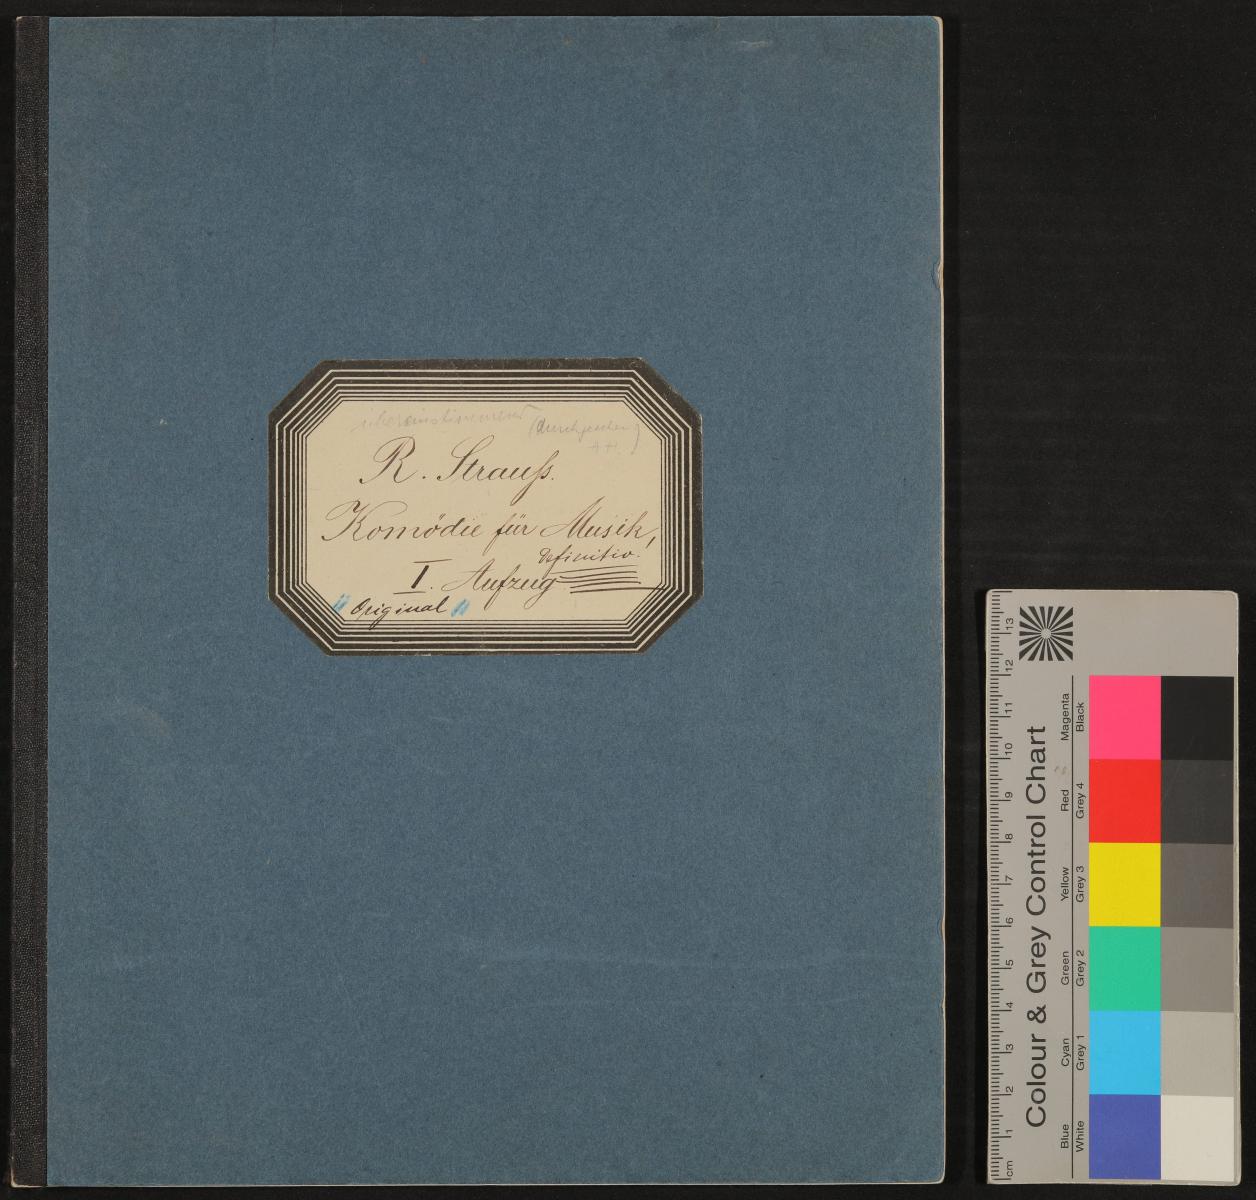 übereinstimmend (durchgesehen)
A. H.
R. Strauss.
Komödie für Musik,
definitiv.
I. Aufzug
"Original"
Colour & Grey Control Chart
Blue Cyan Green Yellow Red Magenta
White Grey 1 Grey 2 Grey 3 Grey 4 Black
cm 1 2 3 4 5 6 7 8 9 10 11 12 13